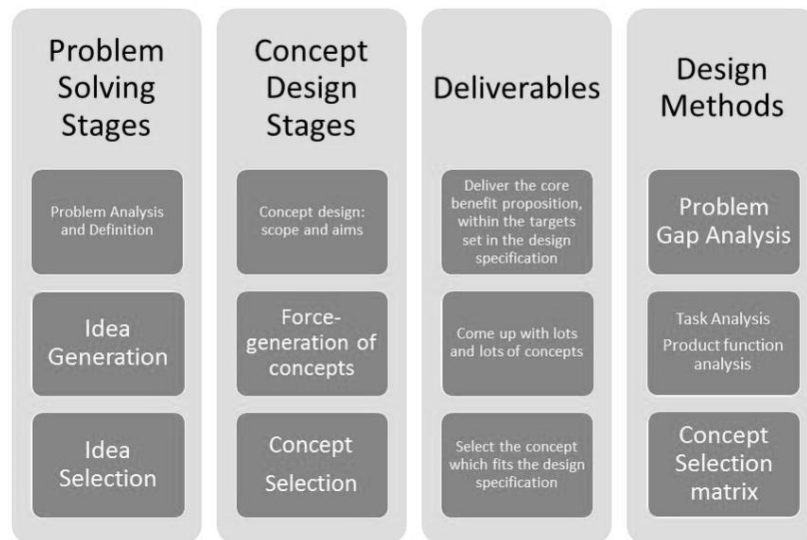 Problem
Solving
Stages
Problem Analysis
and Definition
Idea
Generation
Idea
Selection
Concept
Design
Stages
Concept design:
scope and aims
Force-
generation of
concepts
Concept
Selection
Deliverables
Deliver the core
benefit proposition,
within the targets
set in the design
specification
Come up with lots
and lots of concepts
Select the concept
which fits the design
specification
Design
Methods
Problem
Gap Analysis
Task Analysis
Product function
analysis
Concept
Selection
matrix